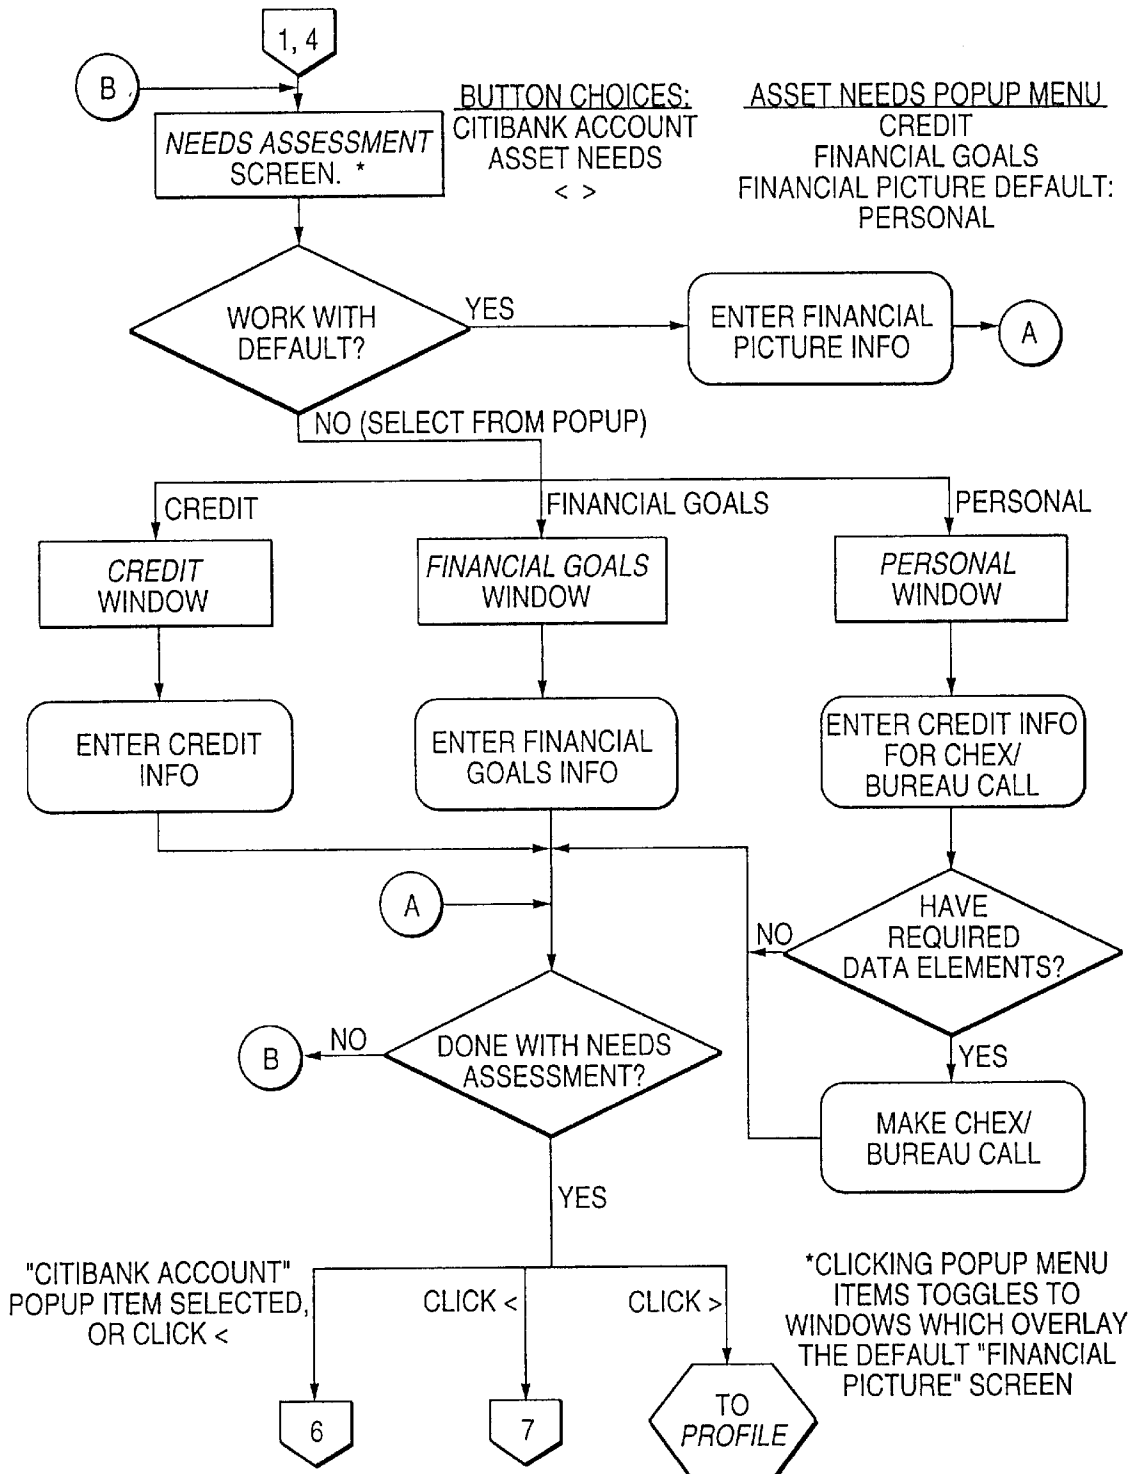 1, 4
B
BUTTON CHOICES:
CITIBANK ACCOUNT
ASSET NEEDS
< >
ASSET NEEDS POPUP MENU
CREDIT
FINANCIAL GOALS
FINANCIAL PICTURE DEFAULT:
PERSONAL
NEEDS ASSESSMENT
SCREEN. *
WORK WITH
DEFAULT?
YES
ENTER FINANCIAL
PICTURE INFO
A
NO (SELECT FROM POPUP)
CREDIT
FINANCIAL GOALS
PERSONAL
CREDIT
WINDOW
FINANCIAL GOALS
WINDOW
PERSONAL
WINDOW
ENTER CREDIT
INFO
ENTER FINANCIAL
GOALS INFO
ENTER CREDIT INFO
FOR CHEX/
BUREAU CALL
A
HAVE
REQUIRED
DATA ELEMENTS?
NO
YES
B
NO
DONE WITH NEEDS
ASSESSMENT?
MAKE CHEX/
BUREAU CALL
YES
"CITIBANK ACCOUNT"
POPUP ITEM SELECTED,
OR CLICK <
CLICK <
CLICK >
*CLICKING POPUP MENU
ITEMS TOGGLES TO
WINDOWS WHICH OVERLAY
THE DEFAULT "FINANCIAL
PICTURE" SCREEN
6
7
TO
PROFILE